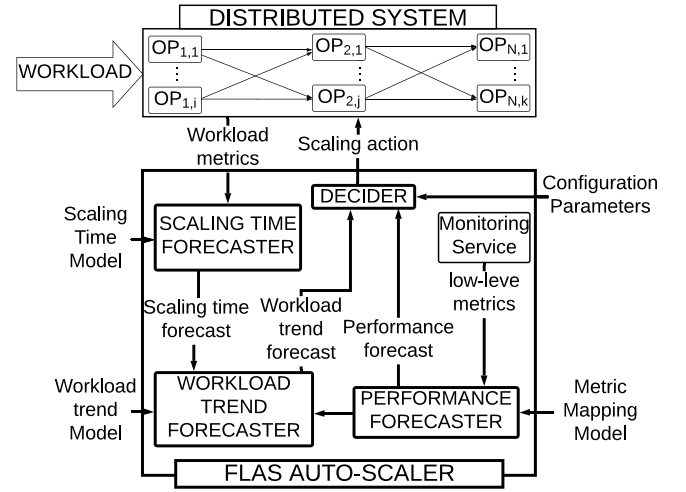 DISTRIBUTED SYSTEM
WORKLOAD
OP1,1
OP2,1
OPN,1
OP1,i
OP2,j
OPN,k
Workload
metrics
Scaling action
DECIDER
Configuration
Parameters
Scaling
Time
Model
SCALING TIME
FORECASTER
Monitoring
Service
Scaling time
forecast
Workload
trend
forecast
Performance
forecast
low-leve
metrics
Workload
trend
Model
WORKLOAD
TREND
FORECASTER
PERFORMANCE
FORECASTER
Metric
Mapping
Model
FLAS AUTO-SCALER